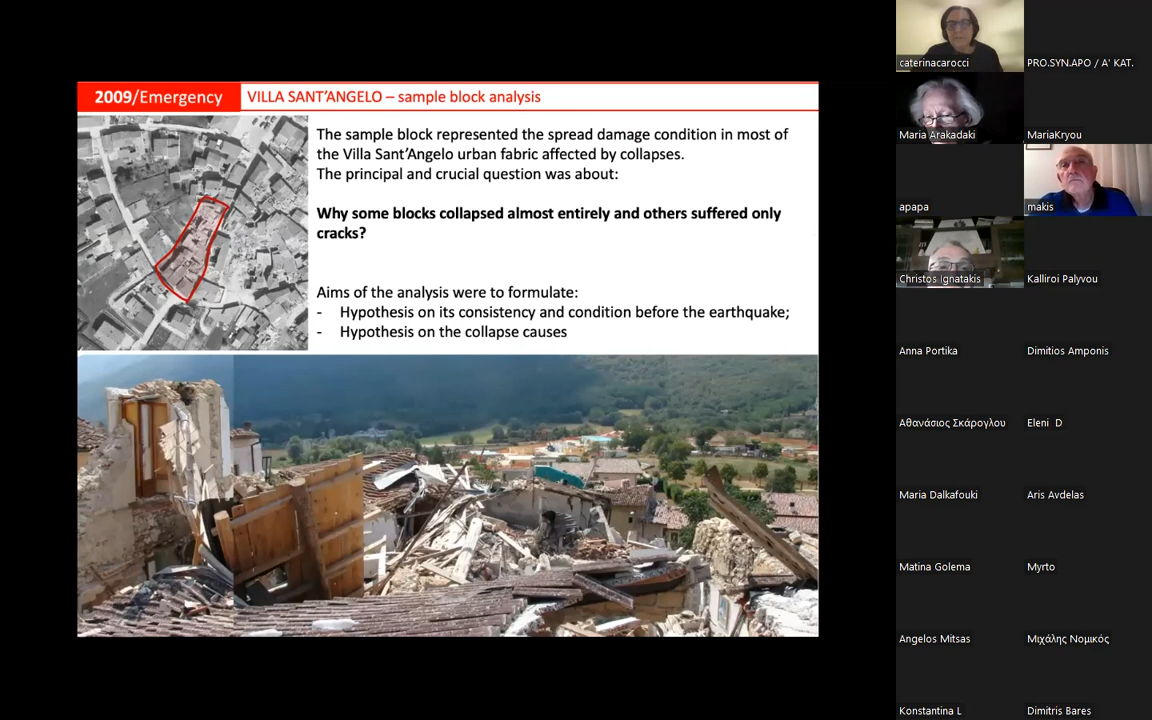 2009/Emergency
VILLA SANT’ANGELO – sample block analysis
The sample block represented the spread damage condition in most of
the Villa Sant’Angelo urban fabric affected by collapses.
The principal and crucial question was about:
Why some blocks collapsed almost entirely and others suffered only
cracks?
Aims of the analysis were to formulate:
- Hypothesis on its consistency and condition before the earthquake;
- Hypothesis on the collapse causes
caterinacarocci
PRO.SYN.APO / A' KAT.
Maria Arakadaki
MariaKryou
apapa
makis
Christos Ignatakis
Kalliroi Palyvou
Anna Portika
Dimitios Amponis
Αθανάσιος Σκάρογλου
Eleni D
Maria Dalkafouki
Aris Avdelas
Matina Golema
Myrto
Angelos Mitsas
Μιχάλης Νομικός
Konstantina L
Dimitris Bares